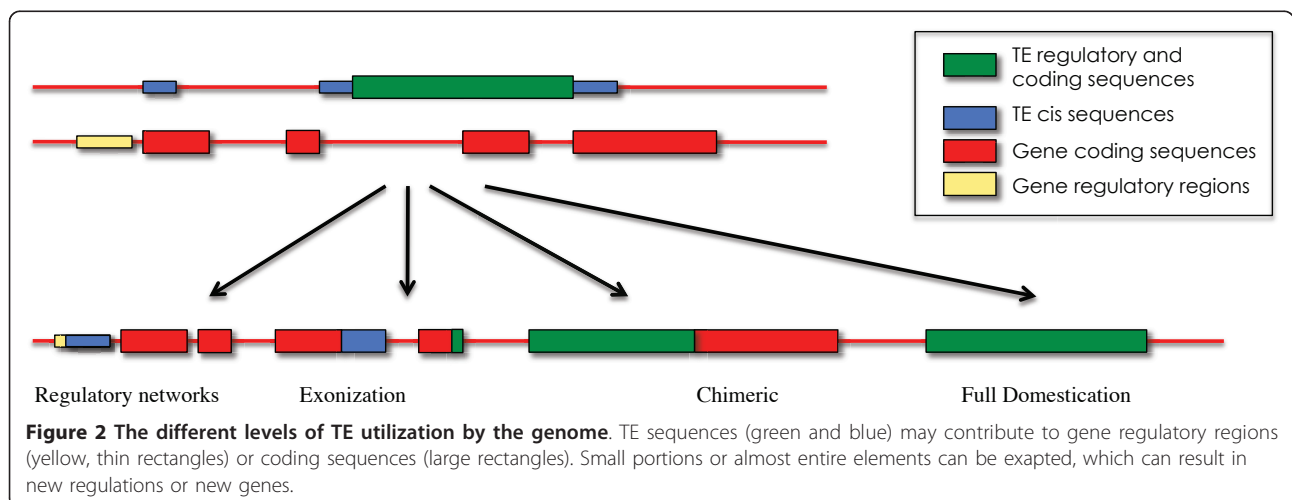 TE regulatory and
coding sequences
TE cis sequences
Gene coding sequences
Gene regulatory regions
Regulatory networks Exonization Chimeric Full Domestication
Figure 2 The different levels of TE utilization by the genome. TE sequences (green and blue) may contribute to gene regulatory regions
(yellow, thin rectangles) or coding sequences (large rectangles). Small portions or almost entire elements can be exapted, which can result in
new regulations or new genes.